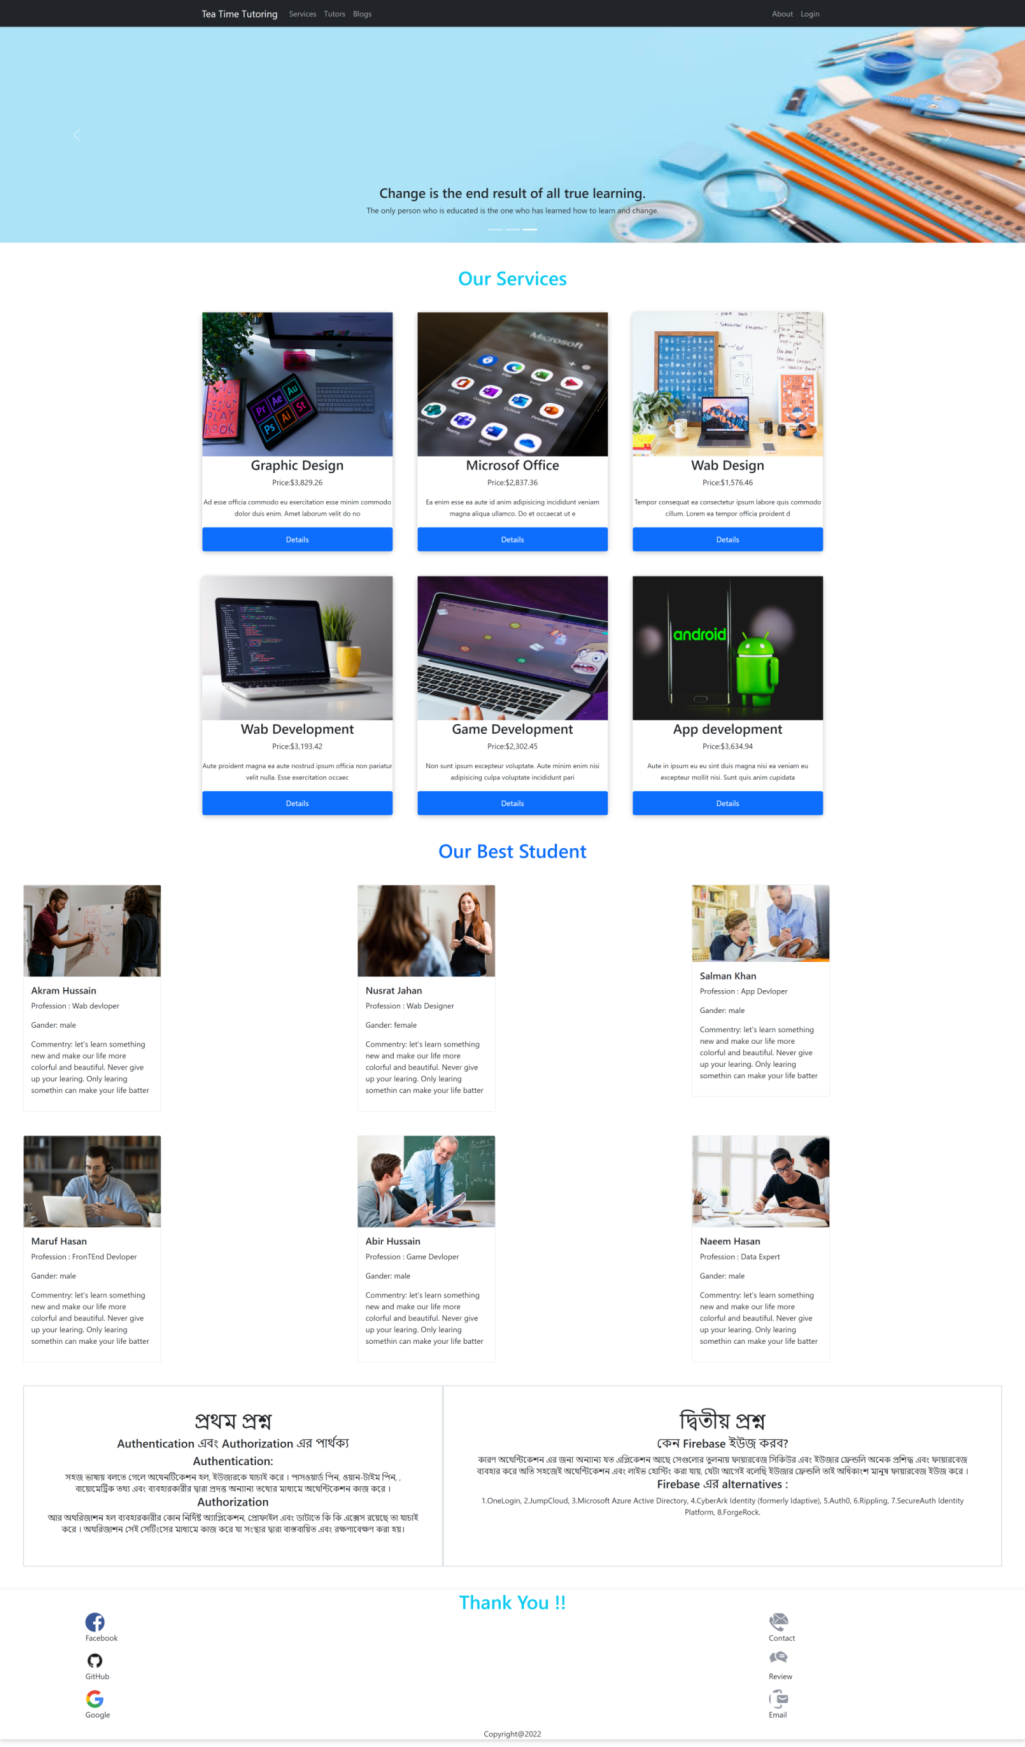 Tea Time Tutoring Services Tutors Blogs About Login
Change is the end result of all true learning.
The only person who is educated is the one who has learned how to learn and change.
Our Services
Graphic Design
Price:$3,829.26
Ad esse officia commodo eu exercitation esse minim commodo
dolor duis enim. Amet laborum velit do no
Details
Microsoft
Microsof Office
Price:$2,837.36
Ea enim esse ea aute id anim adipisicing incididunt veniam
magna aliqua ullamco. Do et occaecat ut e
Details
Wab Design
Price:$1,576.46
Tempor consequat ea consectetur ipsum labore quis commodo
cillum. Lorem ea tempor officia proident d
Details
Wab Development
Price:$3,193.42
Aute proident magna ea aute nostrud ipsum officia non pariatur
velit nulla. Esse exercitation occaec
Details
Game Development
Price:$2,302.45
Non sunt ipsum excepteur voluptate. Aute minim enim nisi
adipisicing culpa voluptate incididunt pari
Details
android
App development
Price:$3,634.94
Aute in ipsum eu eu sint duis magna nisi ea veniam eu
excepteur mollit nisi. Sunt quis anim cupidata
Details
Our Best Student
Akram Hussain
Profession : Wab devloper
Gander: male
Commentry: let's learn something
new and make our life more
colorful and beautiful. Never give
up your learing. Only learing
somethin can make your life batter
Nusrat Jahan
Profession : Wab Designer
Gander: female
Commentry: let's learn something
new and make our life more
colorful and beautiful. Never give
up your learing. Only learing
somethin can make your life batter
Salman Khan
Profession : App Devloper
Gander: male
Commentry: let's learn something
new and make our life more
colorful and beautiful. Never give
up your learing. Only learing
somethin can make your life batter
Maruf Hasan
Profession : FronTEnd Devloper
Gander: male
Commentry: let's learn something
new and make our life more
colorful and beautiful. Never give
up your learing. Only learing
somethin can make your life batter
Abir Hussain
Profession : Game Devloper
Gander: male
Commentry: let's learn something
new and make our life more
colorful and beautiful. Never give
up your learing. Only learing
somethin can make your life batter
Naeem Hasan
Profession : Data Expert
Gander: male
Commentry: let's learn something
new and make our life more
colorful and beautiful. Never give
up your learing. Only learing
somethin can make your life batter
প্রথম প্রশ্ন
Authentication এবং Authorization এর পার্থক্য
Authentication:
সহজ ভাষায় বলতে গেলে অথেনটিকেশন হল, ইউজারকে যাচাই করে । পাসওয়ার্ড পিন, ওয়ান-টাইম পিন, ,
বায়োমেট্রিক তথ্য এবং ব্যবহারকারীর দ্বারা প্রদত্ত অন্যান্য তথ্যের মাধ্যমে অথেন্টিকেশন কাজ করে ।
Authorization
আর অথরিজাশন হল ব্যবহারকারীর কোন নির্দিষ্ট অ্যাপ্লিকেশন, প্রোফাইল এবং ডাটাতে কি কি এক্সেস রয়েছে তা যাচাই
করে । অথরিজাশন সেই সেটিংসের মাধ্যমে কাজ করে যা সংস্থার দ্বারা বাস্তবায়িত এবং রক্ষণাবেক্ষণ করা হয়।
দ্বিতীয় প্রশ্ন
কেন Firebase ইউজ করব?
কারণ অথেন্টিকেশন এর জন্য অন্যান্য যত এপ্লিকেশন আছে সেগুলোর তুলনায় ফায়ারবেজ সিকিউর এবং ইউজার ফ্রেন্ডলি অনেক প্রশিদ্ধ এবং ফায়ারবেজ
ব্যবহার করে অতি সহজেই অথেন্টিকেশন এবং লাইভ হোস্টিং করা যায়, যেটা আগেই বলেছি ইউজার ফ্রেন্ডলি তাই অধিকাংশ মানুষ ফায়ারবেজ ইউজ করে ।
Firebase এর alternatives :
1.OneLogin, 2.JumpCloud, 3.Microsoft Azure Active Directory, 4.CyberArk Identity (formerly Idaptive), 5.Auth0, 6.Rippling, 7.SecureAuth Identity
Platform, 8.ForgeRock.
Thank You !!
Facebook
GitHub
Google
Contact
Review
Email
Copyright@2022